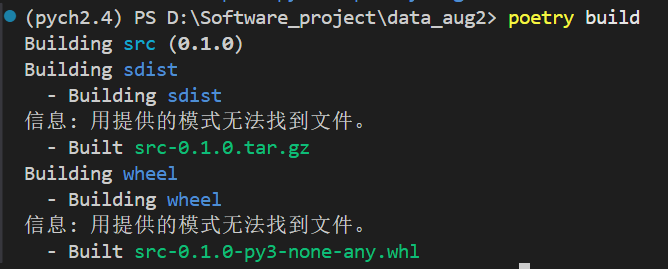 (pych2.4) PS D:\Software_project\data_aug2> poetry build
Building src (0.1.0)
Building sdist
  - Building sdist
信息: 用提供的模式无法找到文件。
  - Built src-0.1.0.tar.gz
Building wheel
  - Building wheel
信息: 用提供的模式无法找到文件。
  - Built src-0.1.0-py3-none-any.whl